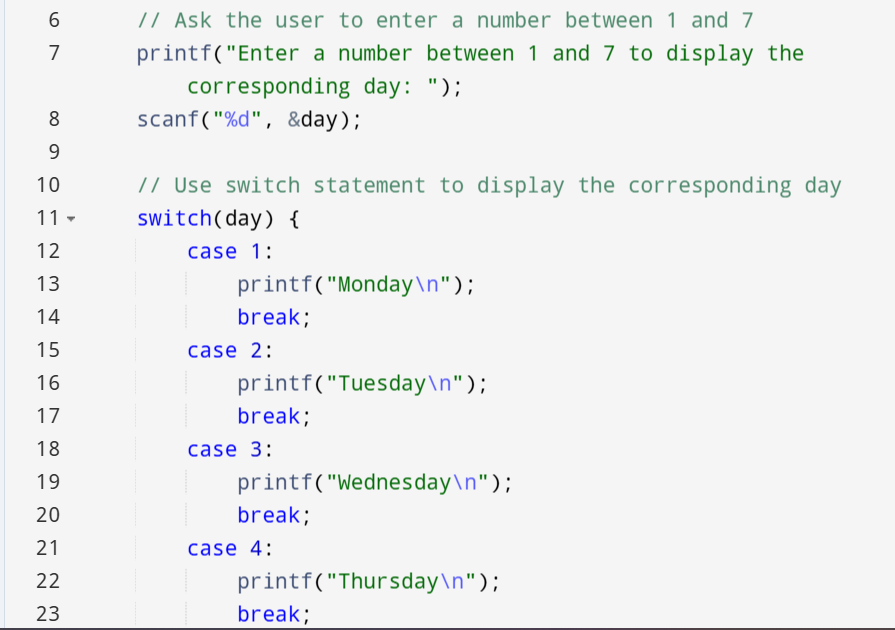 6 // Ask the user to enter a number between 1 and 7
7 printf("Enter a number between 1 and 7 to display the
corresponding day: ");
8 scanf("%d", &day);
9
10 // Use switch statement to display the corresponding day
11 switch(day) {
12 case 1:
13 printf("Monday\n");
14 break;
15 case 2:
16 printf("Tuesday\n");
17 break;
18 case 3:
19 printf("Wednesday\n");
20 break;
21 case 4:
22 printf("Thursday\n");
23 break;